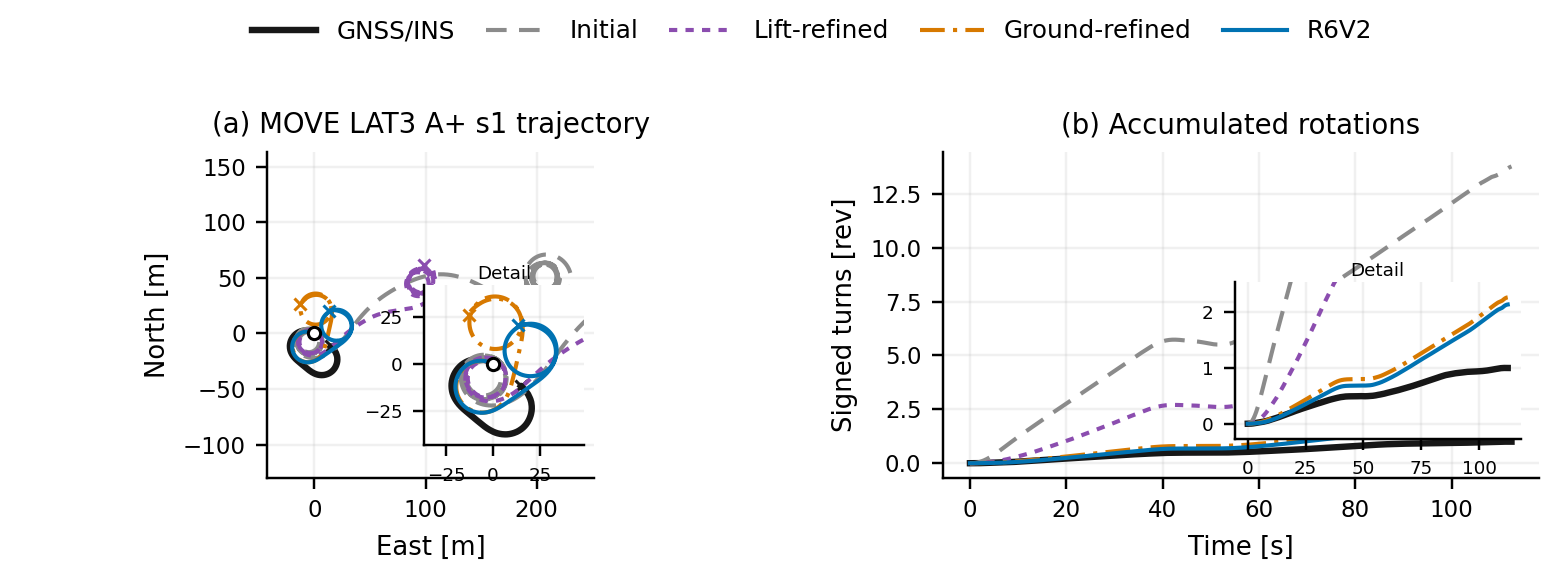 GNSS/INS Initial Lift-refined Ground-refined R6V2
(a) MOVE LAT3 A+ s1 trajectory
North [m]
150
100
50
0
−50
−100
0 100 200
East [m]
Detail
25
0
−25
−25 0 25
(b) Accumulated rotations
Signed turns [rev]
12.5
10.0
7.5
5.0
2.5
0.0
0 20 40 60 80 100
Time [s]
Detail
2
1
0
0 25 50 75 100